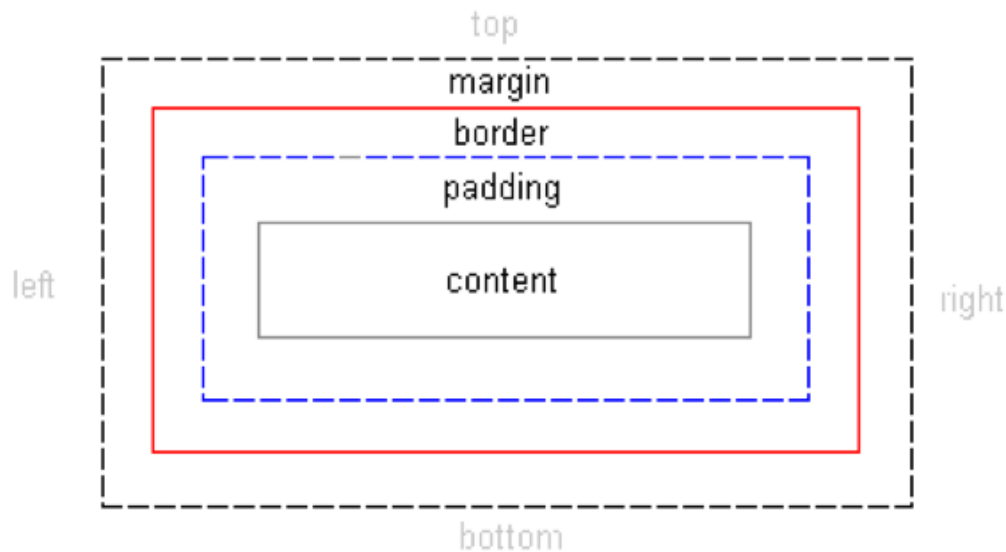 top
margin
border
padding
content
left
right
bottom